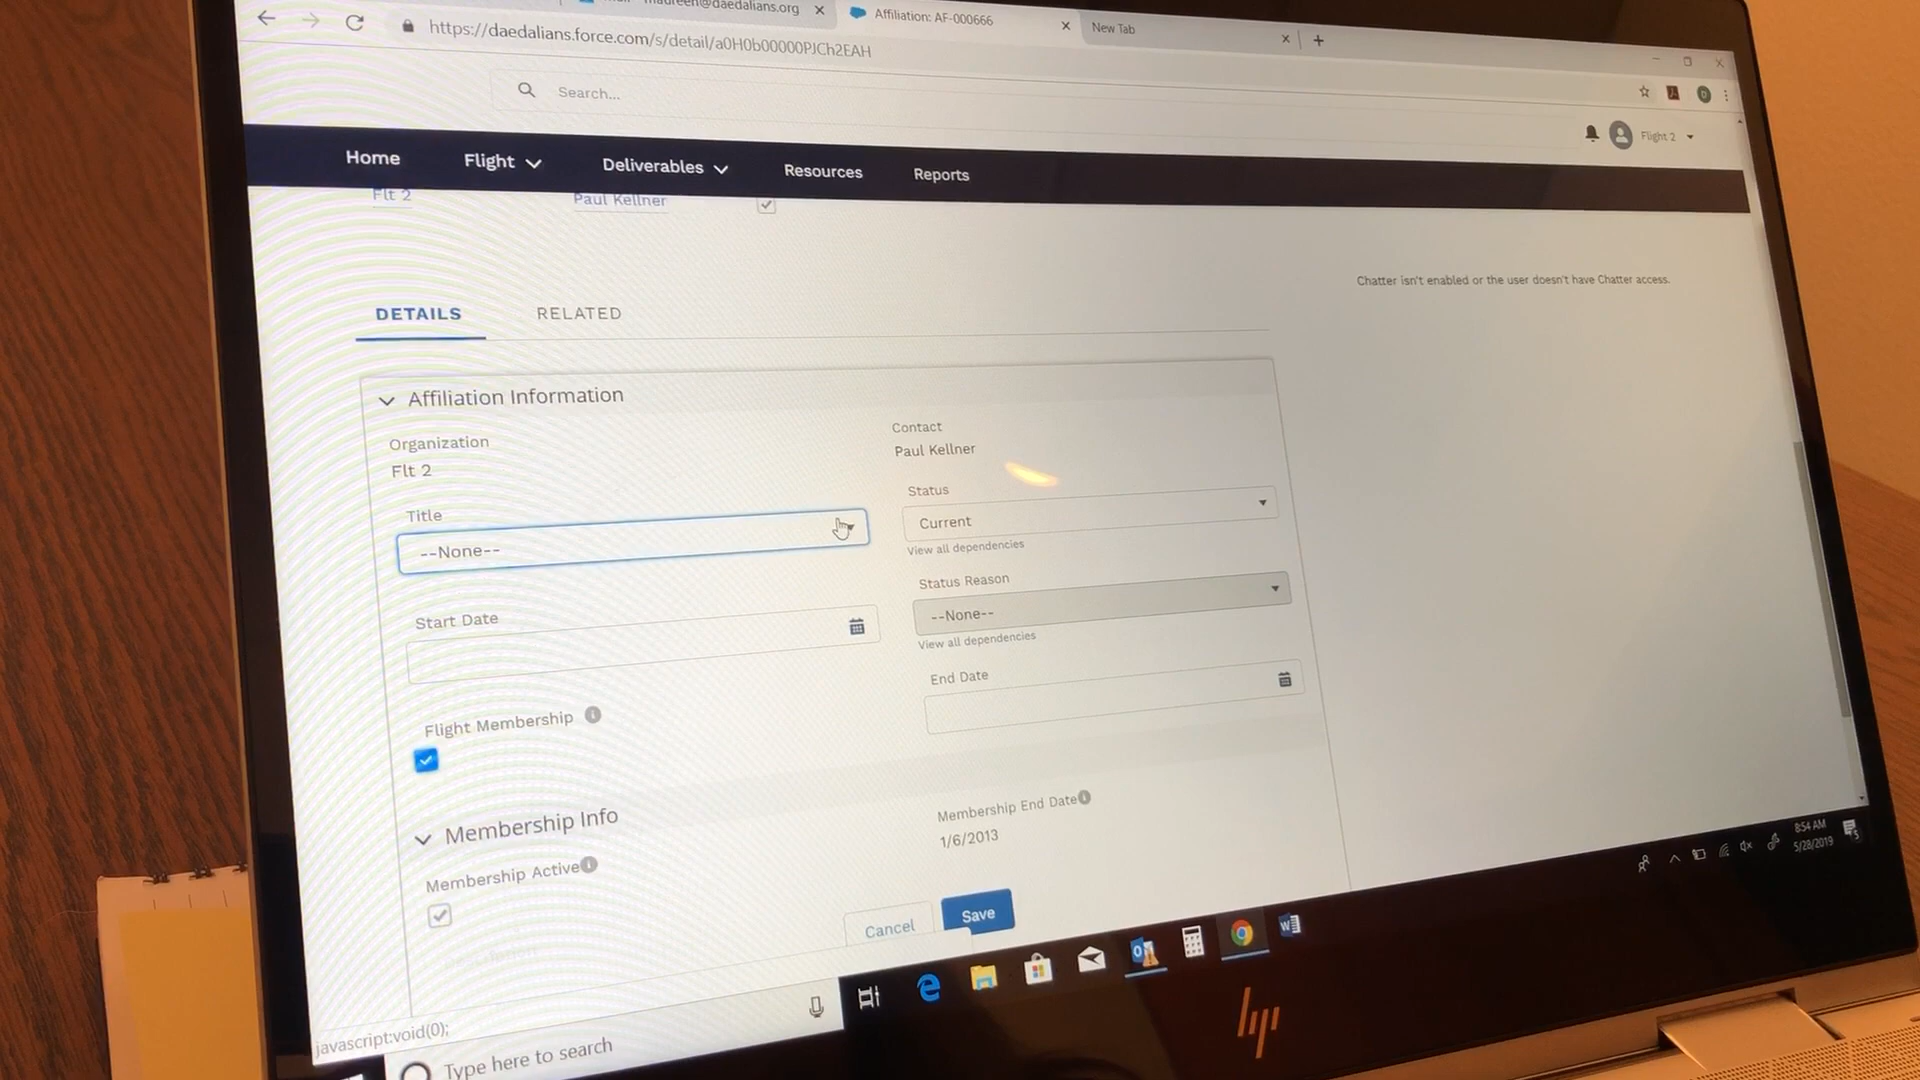 maureen@daedalians.org
Affiliation: AF-000666
New Tab
https://daedalians.force.com/s/detail/a0H0b00000PJCh2EAH
Search...
Flight 2
Home
Flight
Deliverables
Resources
Reports
Flt 2
Paul Kellner
Chatter isn't enabled or the user doesn't have Chatter access.
DETAILS
RELATED
Affiliation Information
Organization
Flt 2
Contact
Paul Kellner
Title
--None--
Status
Current
View all dependencies
Status Reason
--None--
View all dependencies
Start Date
End Date
Flight Membership
Membership Info
Membership End Date
1/6/2013
Membership Active
Cancel
Save
javascript:void(0);
Type here to search
8:54 AM
5/28/2019
hp